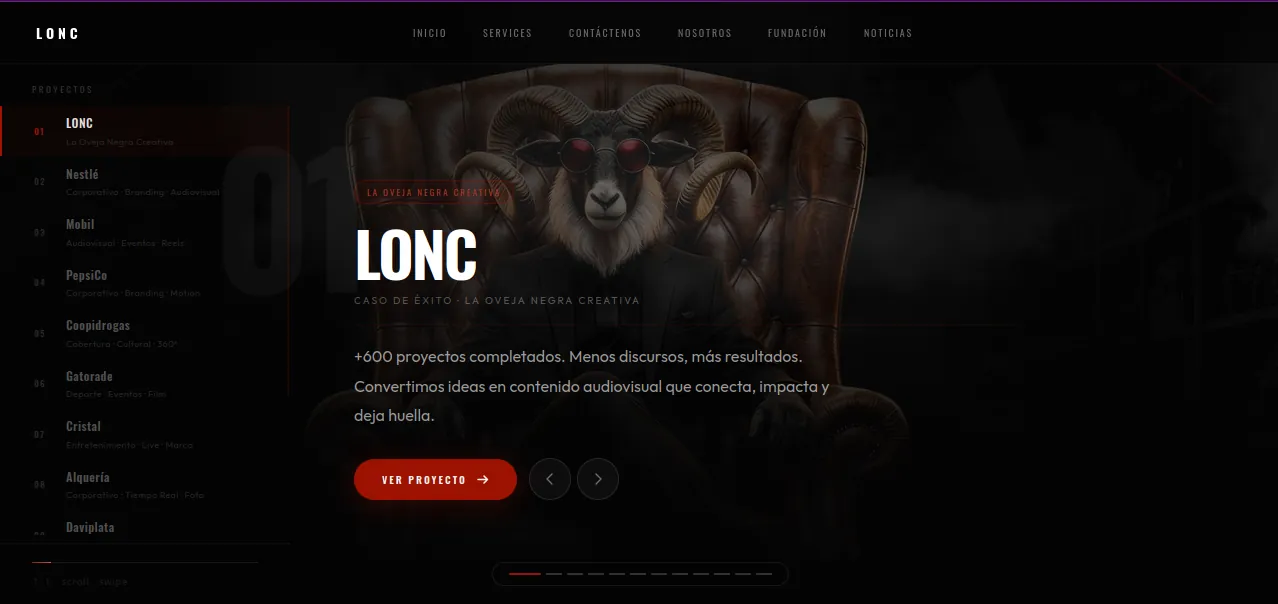 LONC
INICIO SERVICES CONTÁCTENOS NOSOTROS FUNDACIÓN NOTICIAS
PROYECTOS
01
LONC
La Oveja Negra Creativa
02
Nestlé
Corporativo · Branding · Audiovisual
03
Mobil
Audiovisual · Eventos · Reels
04
PepsiCo
Corporativo · Branding · Motion
05
Coopidrogas
Cobertura · Cultural · 360°
06
Gatorade
Deporte · Eventos · Film
07
Cristal
Entretenimiento · Live · Marca
08
Alquería
Corporativo · Tiempo Real · Foto
Daviplata
scroll swipe
01
LA OVEJA NEGRA CREATIVA
LONC
CASO DE ÉXITO · LA OVEJA NEGRA CREATIVA
+600 proyectos completados. Menos discursos, más resultados.
Convertimos ideas en contenido audiovisual que conecta, impacta y
deja huella.
VER PROYECTO →